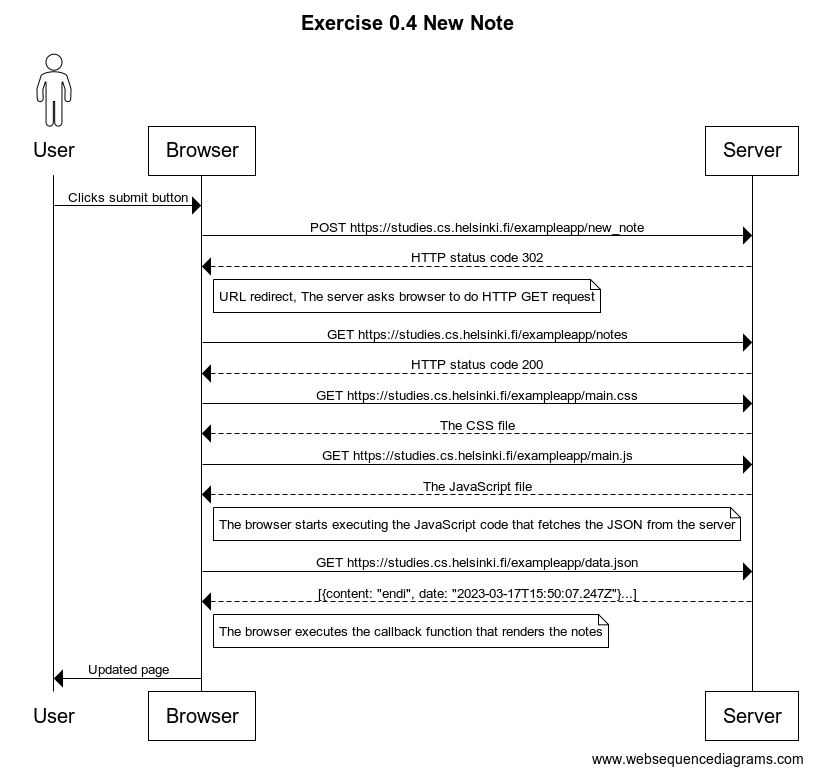 Exercise 0.4 New Note
User
Browser
Server
Clicks submit button
POST https://studies.cs.helsinki.fi/exampleapp/new_note
HTTP status code 302
URL redirect, The server asks browser to do HTTP GET request
GET https://studies.cs.helsinki.fi/exampleapp/notes
HTTP status code 200
GET https://studies.cs.helsinki.fi/exampleapp/main.css
The CSS file
GET https://studies.cs.helsinki.fi/exampleapp/main.js
The JavaScript file
The browser starts executing the JavaScript code that fetches the JSON from the server
GET https://studies.cs.helsinki.fi/exampleapp/data.json
[{content: "endi", date: "2023-03-17T15:50:07.247Z"}...]
The browser executes the callback function that renders the notes
Updated page
User
Browser
Server
www.websequencediagrams.com